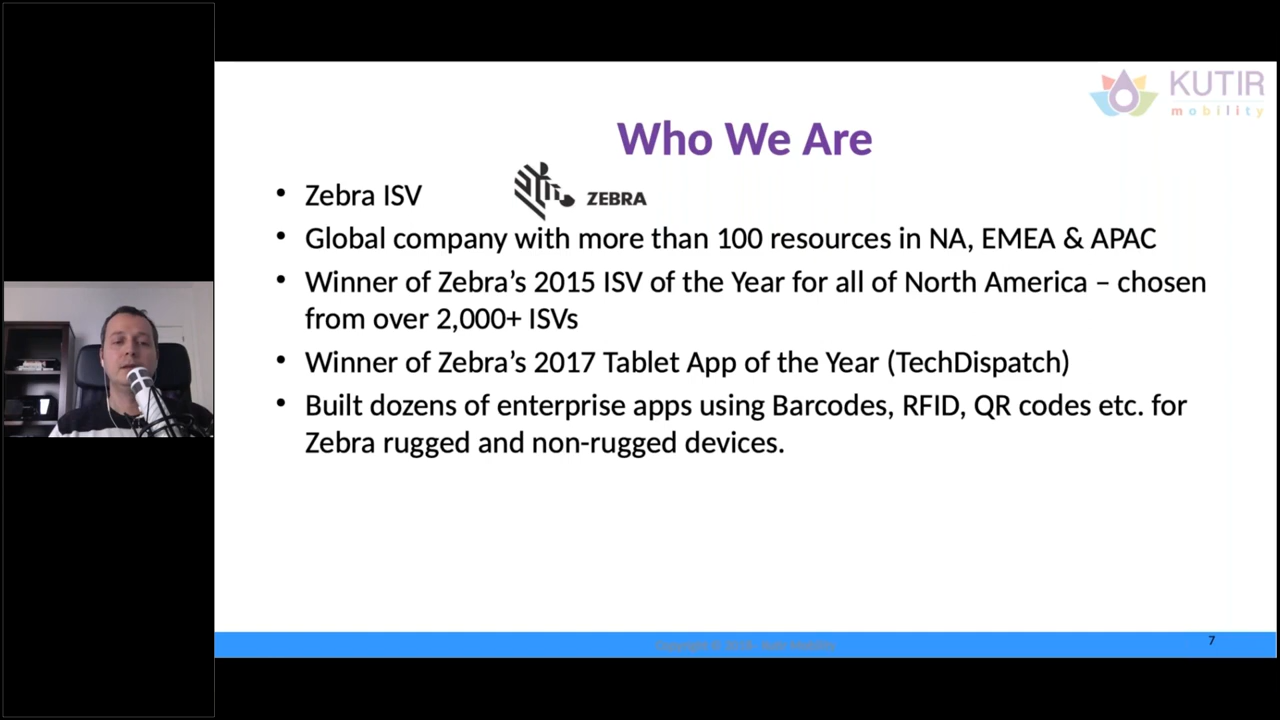 KUTIR
mobility
Who We Are
• Zebra ISV
ZEBRA
• Global company with more than 100 resources in NA, EMEA & APAC
• Winner of Zebra’s 2015 ISV of the Year for all of North America – chosen
from over 2,000+ ISVs
• Winner of Zebra’s 2017 Tablet App of the Year (TechDispatch)
• Built dozens of enterprise apps using Barcodes, RFID, QR codes etc. for
Zebra rugged and non-rugged devices.
Copyright © Kutir Mobility
7